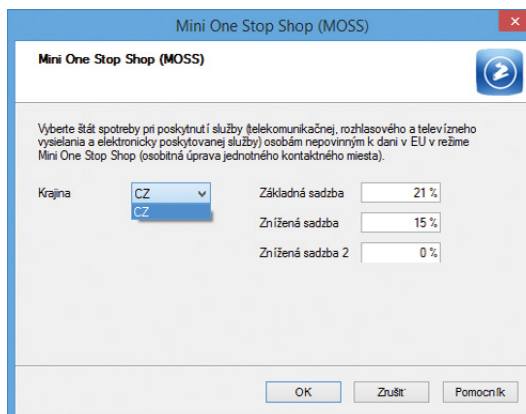 Mini One Stop Shop (MOSS)
Mini One Stop Shop (MOSS)
Vyberte štát spotreby pri poskytnutí služby (telekomunikačnej, rozhlasového a televízneho
vysielania a elektronicky poskytovanej služby) osobám nepovinným k dani v EU v režime
Mini One Stop Shop (osobitná úprava jednotného kontaktného miesta).
Krajina CZ Základná sadzba 21 %
CZ
Znížená sadzba 15 %
Znížená sadzba 2 0 %
OK Zrušiť Pomocník